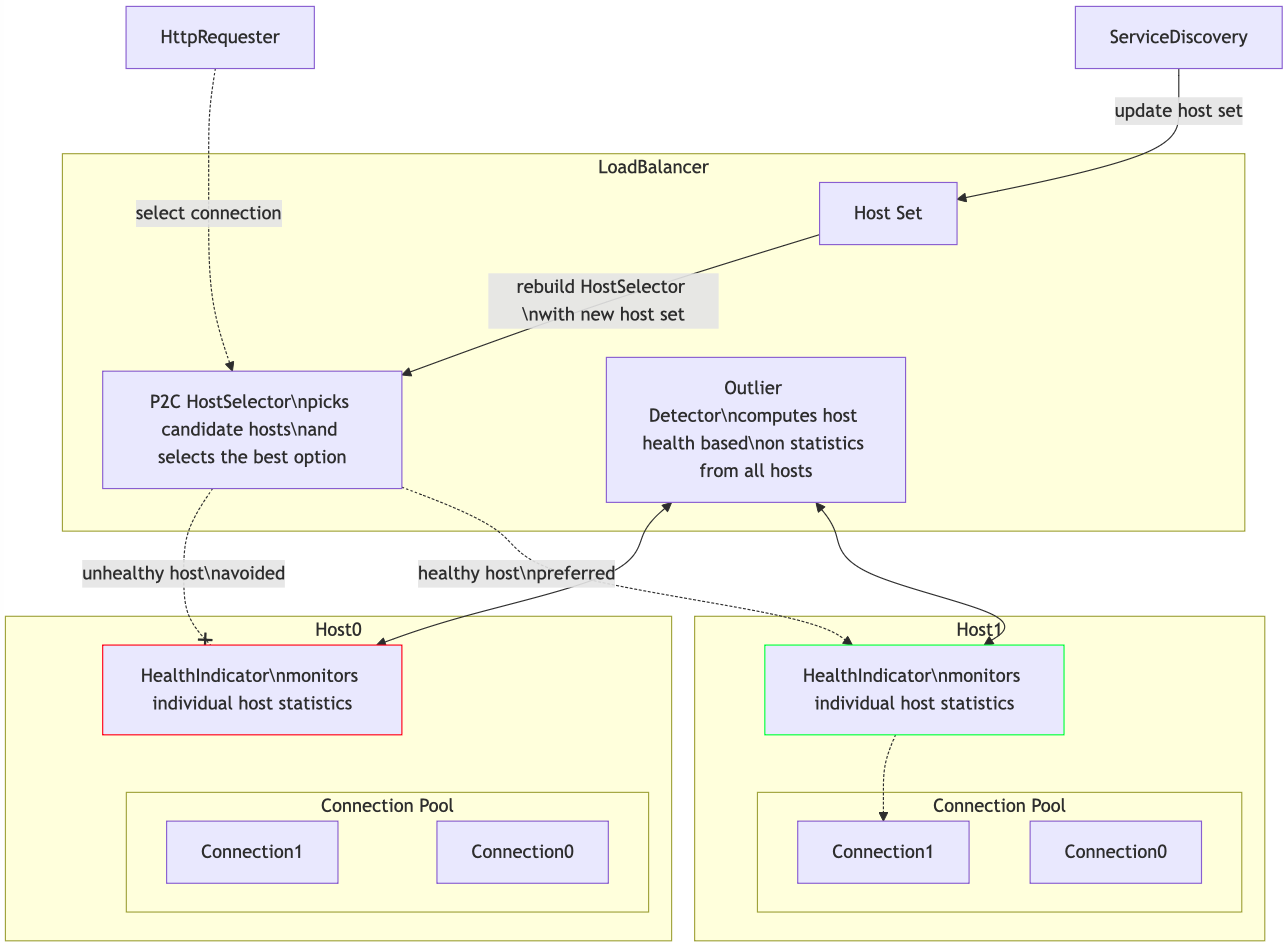 HttpRequester
ServiceDiscovery
update host set
LoadBalancer
select connection
Host Set
rebuild HostSelector
\nwith new host set
P2C HostSelector\npicks
candidate hosts\nand
selects the best option
Outlier
Detector\ncomputes host
health based\non statistics
from all hosts
unhealthy host\navoided
healthy host\npreferred
Host0
HealthIndicator\nmonitors
individual host statistics
Connection Pool
Connection1
Connection0
Host1
HealthIndicator\nmonitors
individual host statistics
Connection Pool
Connection1
Connection0